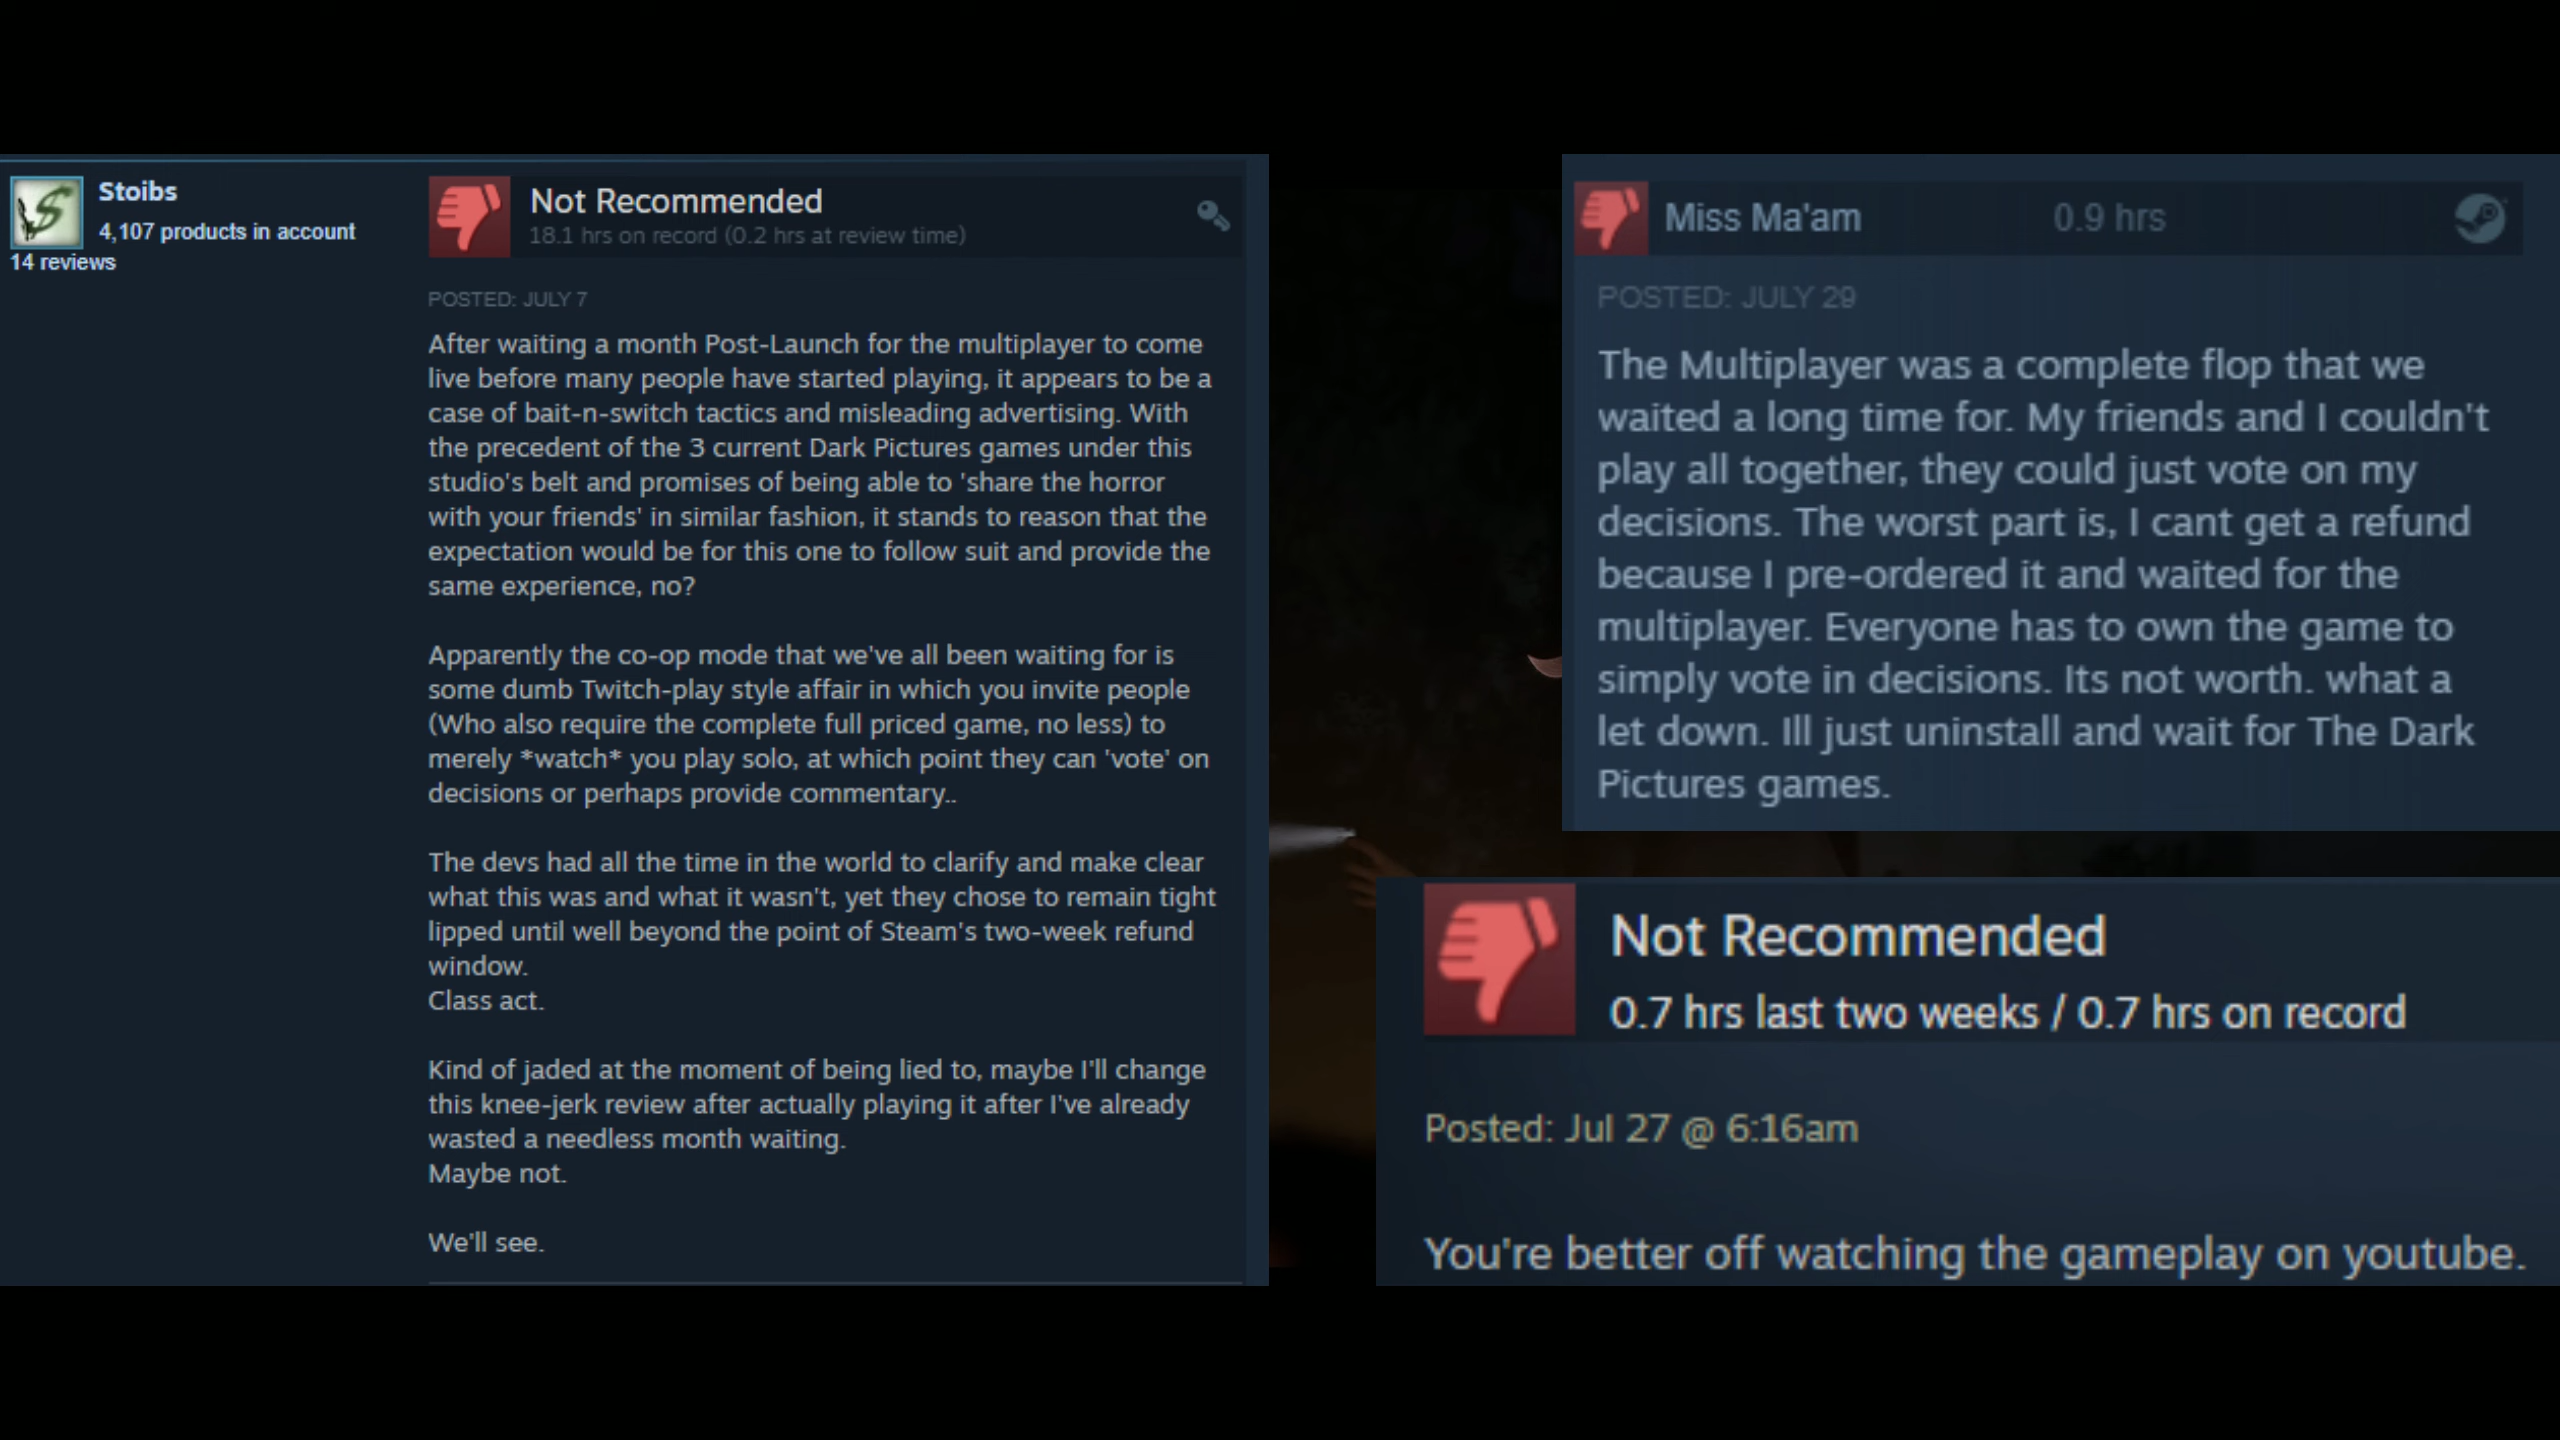 Stoibs
4,107 products in account
14 reviews
Not Recommended
18.1 hrs on record (0.2 hrs at review time)
POSTED: JULY 7
After waiting a month Post-Launch for the multiplayer to come
live before many people have started playing, it appears to be a
case of bait-n-switch tactics and misleading advertising. With
the precedent of the 3 current Dark Pictures games under this
studio's belt and promises of being able to 'share the horror
with your friends' in similar fashion, it stands to reason that the
expectation would be for this one to follow suit and provide the
same experience, no?
Apparently the co-op mode that we've all been waiting for is
some dumb Twitch-play style affair in which you invite people
(Who also require the complete full priced game, no less) to
merely *watch* you play solo, at which point they can 'vote' on
decisions or perhaps provide commentary..
The devs had all the time in the world to clarify and make clear
what this was and what it wasn't, yet they chose to remain tight
lipped until well beyond the point of Steam's two-week refund
window.
Class act.
Kind of jaded at the moment of being lied to, maybe I'll change
this knee-jerk review after actually playing it after I've already
wasted a needless month waiting.
Maybe not.
We'll see.
Miss Ma'am 0.9 hrs
POSTED: JULY 29
The Multiplayer was a complete flop that we
waited a long time for. My friends and I couldn't
play all together, they could just vote on my
decisions. The worst part is, I cant get a refund
because I pre-ordered it and waited for the
multiplayer. Everyone has to own the game to
simply vote in decisions. Its not worth. what a
let down. Ill just uninstall and wait for The Dark
Pictures games.
Not Recommended
0.7 hrs last two weeks / 0.7 hrs on record
Posted: Jul 27 @ 6:16am
You're better off watching the gameplay on youtube.